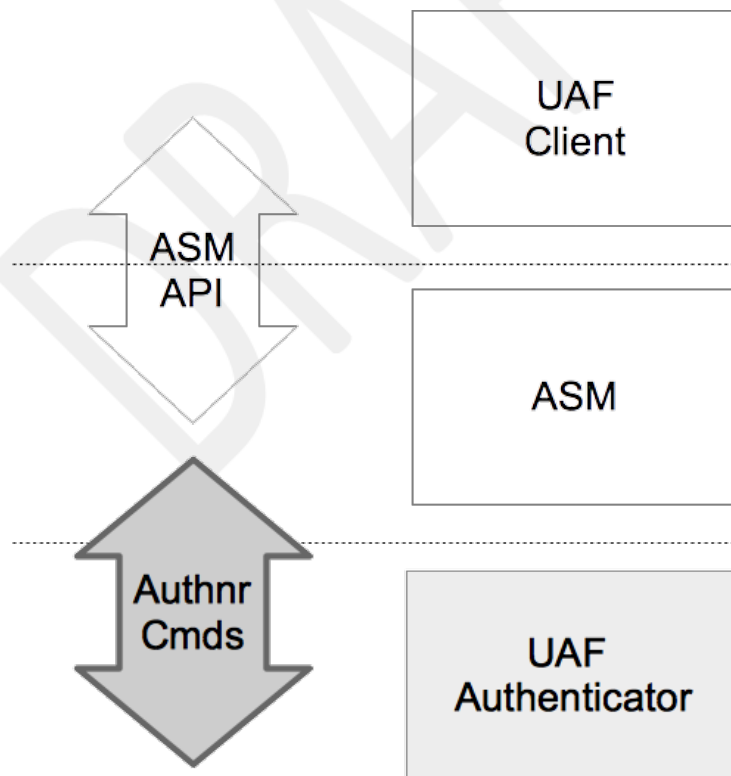 UAF
Client
ASM
API
ASM
Authnr
Cmds
UAF
Authenticator